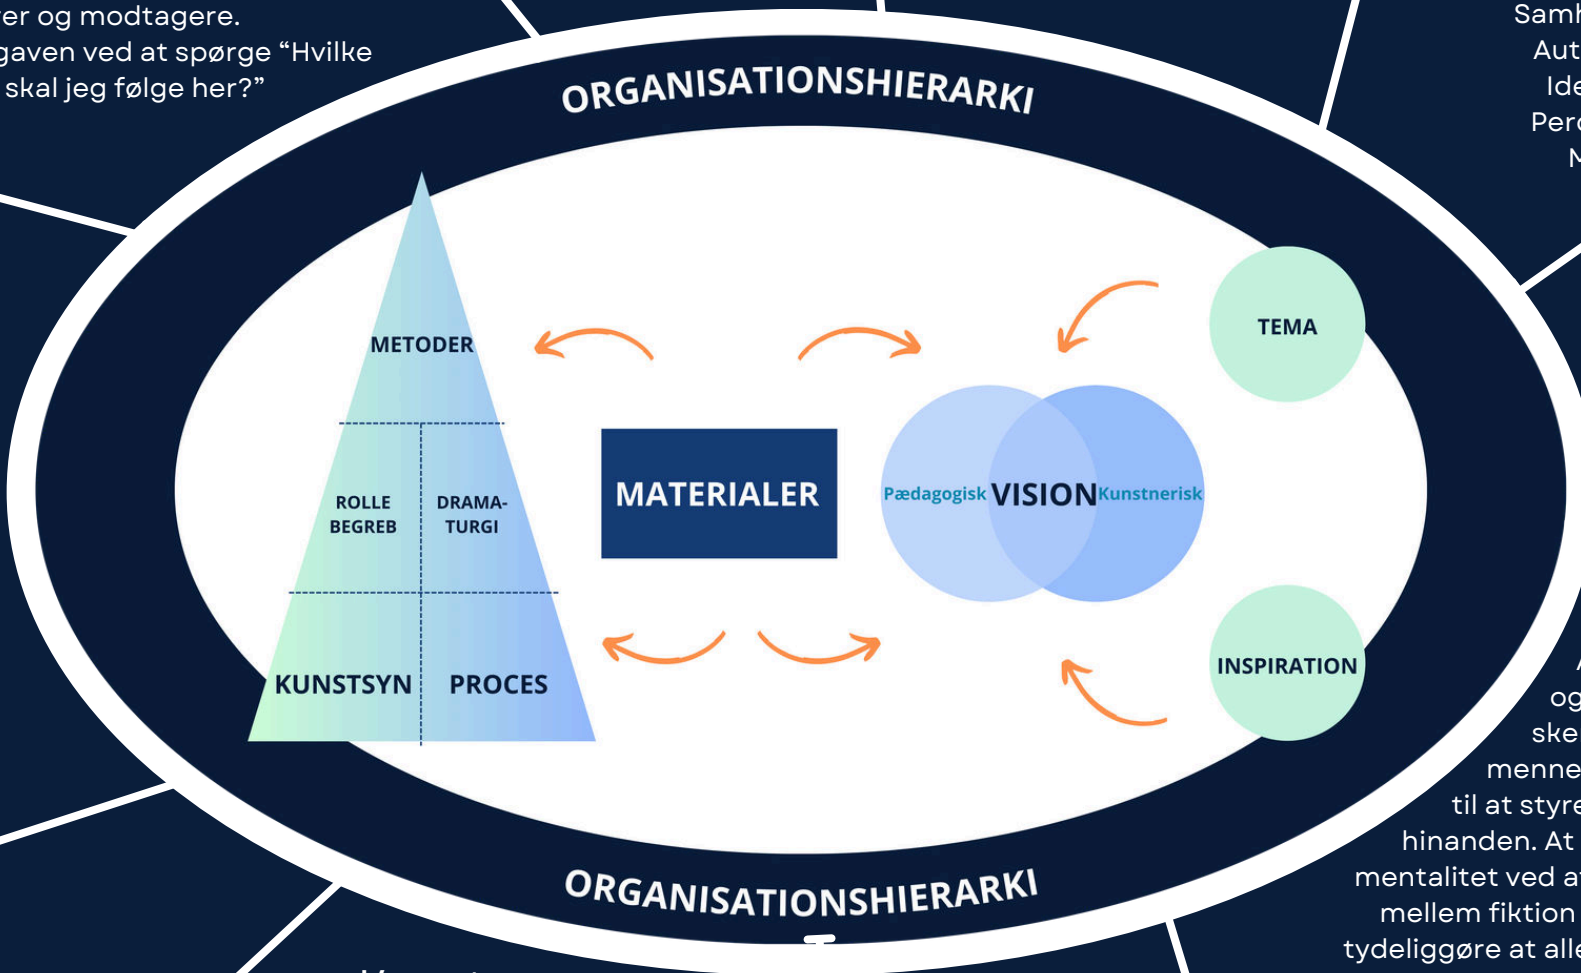 er og modtagere.
gaven ved at spørge “Hvilke
skal jeg følge her?”
ORGANISATIONSHIERARKI
METODER
ROLLE
BEGREB
DRAMA-
TURGI
KUNSTSYN
PROCES
MATERIALER
Pædagogisk VISION Kunstnerisk
TEMA
INSPIRATION
ORGANISATIONSHIERARKI
og
ske
menne
til at styre
hinanden. At
mentalitet ved a
mellem fiktion
tydeliggøre at alle